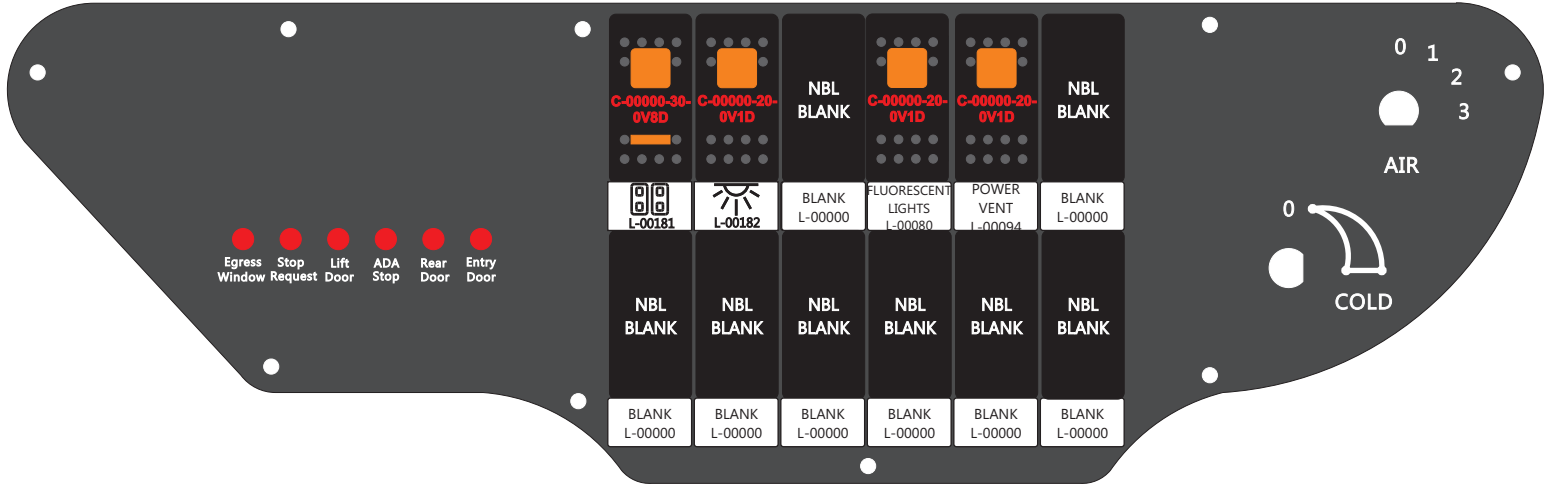 Egress
Window
Stop
Request
Lift
Door
ADA
Stop
Rear
Door
Entry
Door
C-00000-30-
0V8D
C-00000-20-
0V1D
NBL
BLANK
C-00000-20-
0V1D
C-00000-20-
0V1D
NBL
BLANK
L-00181
L-00182
BLANK
L-00000
FLUORESCENT
LIGHTS
L-00080
POWER
VENT
L-00094
BLANK
L-00000
NBL
BLANK
NBL
BLANK
NBL
BLANK
NBL
BLANK
NBL
BLANK
NBL
BLANK
BLANK
L-00000
BLANK
L-00000
BLANK
L-00000
BLANK
L-00000
BLANK
L-00000
BLANK
L-00000
0
1
2
3
AIR
0
COLD